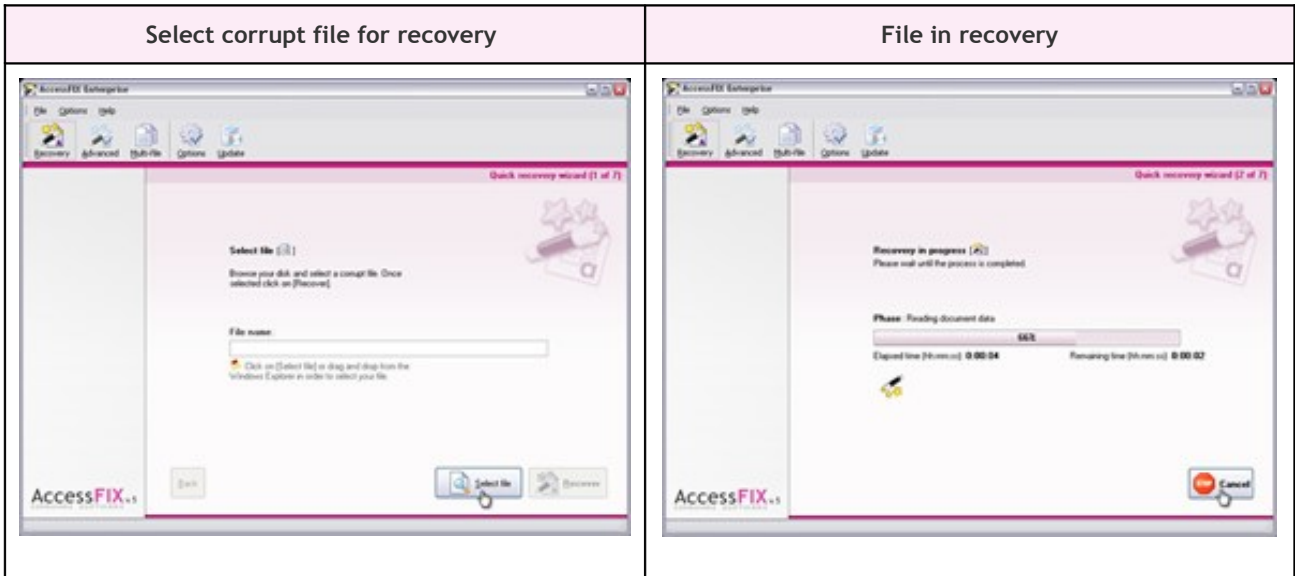 Select corrupt file for recovery
File in recovery
AccessFIX Enterprise
File Options Help
Recovery Advanced Multi-file Options Update
Quick recovery wizard (1 of 7)
Select file [ ]
Browse your disk and select a corrupt file. Once
selected click on [Recover].
File name:
Click on [Select file] or drag and drop from the
Windows Explorer in order to select your file.
Back
Select file
Recover
AccessFIX
AccessFIX Enterprise
File Options Help
Recovery Advanced Multi-file Options Update
Quick recovery wizard (2 of 7)
Recovery in progress [ ]
Please wait until the process is completed.
Phase: Reading document data
66%
Elapsed time (hh:mm:ss) 0:00:04
Remaining time (hh:mm:ss) 0:00:02
STOP
Cancel
AccessFIX